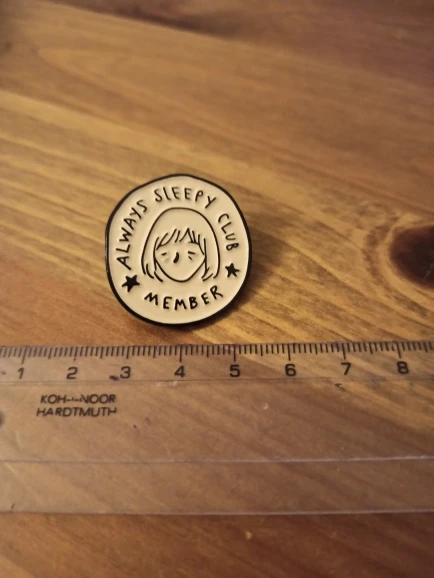 ALWAYS SLEEPY CLUB
MEMBER
1 2 3 4 5 6 7 8
KOH-I-NOOR
HARDTMUTH